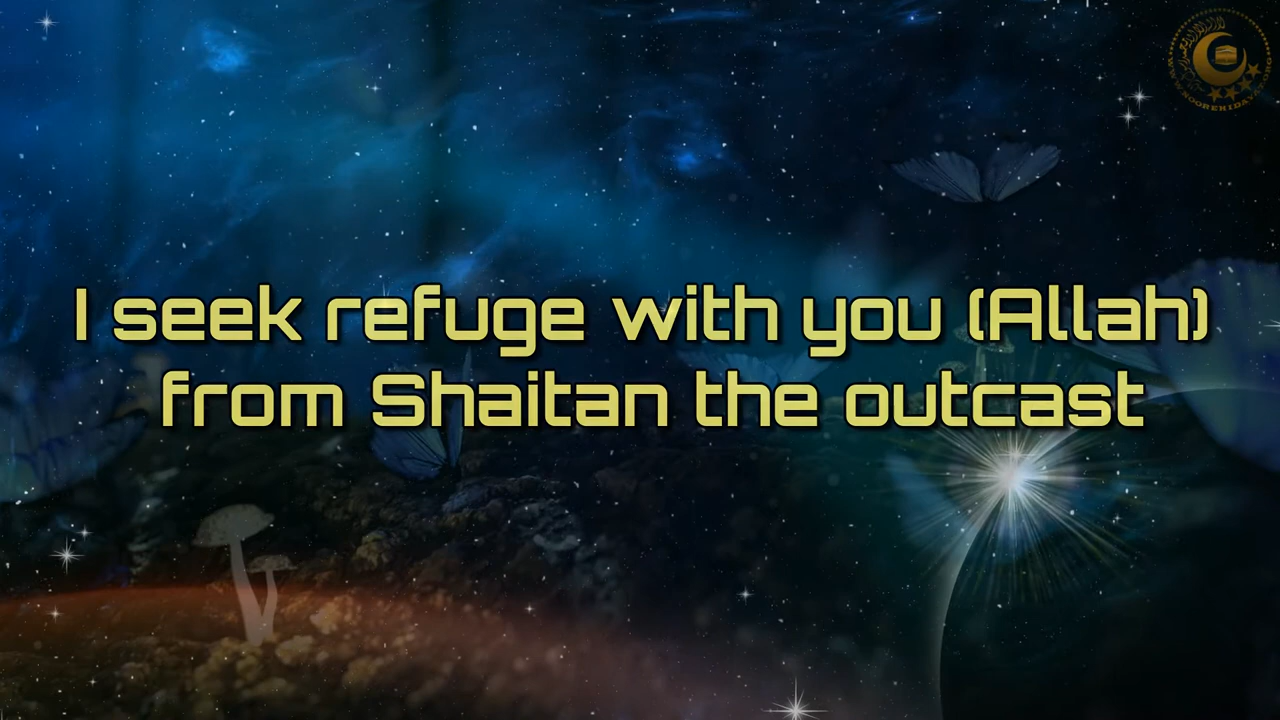 I seek refuge with you (Allah)
from Shaitan the outcast